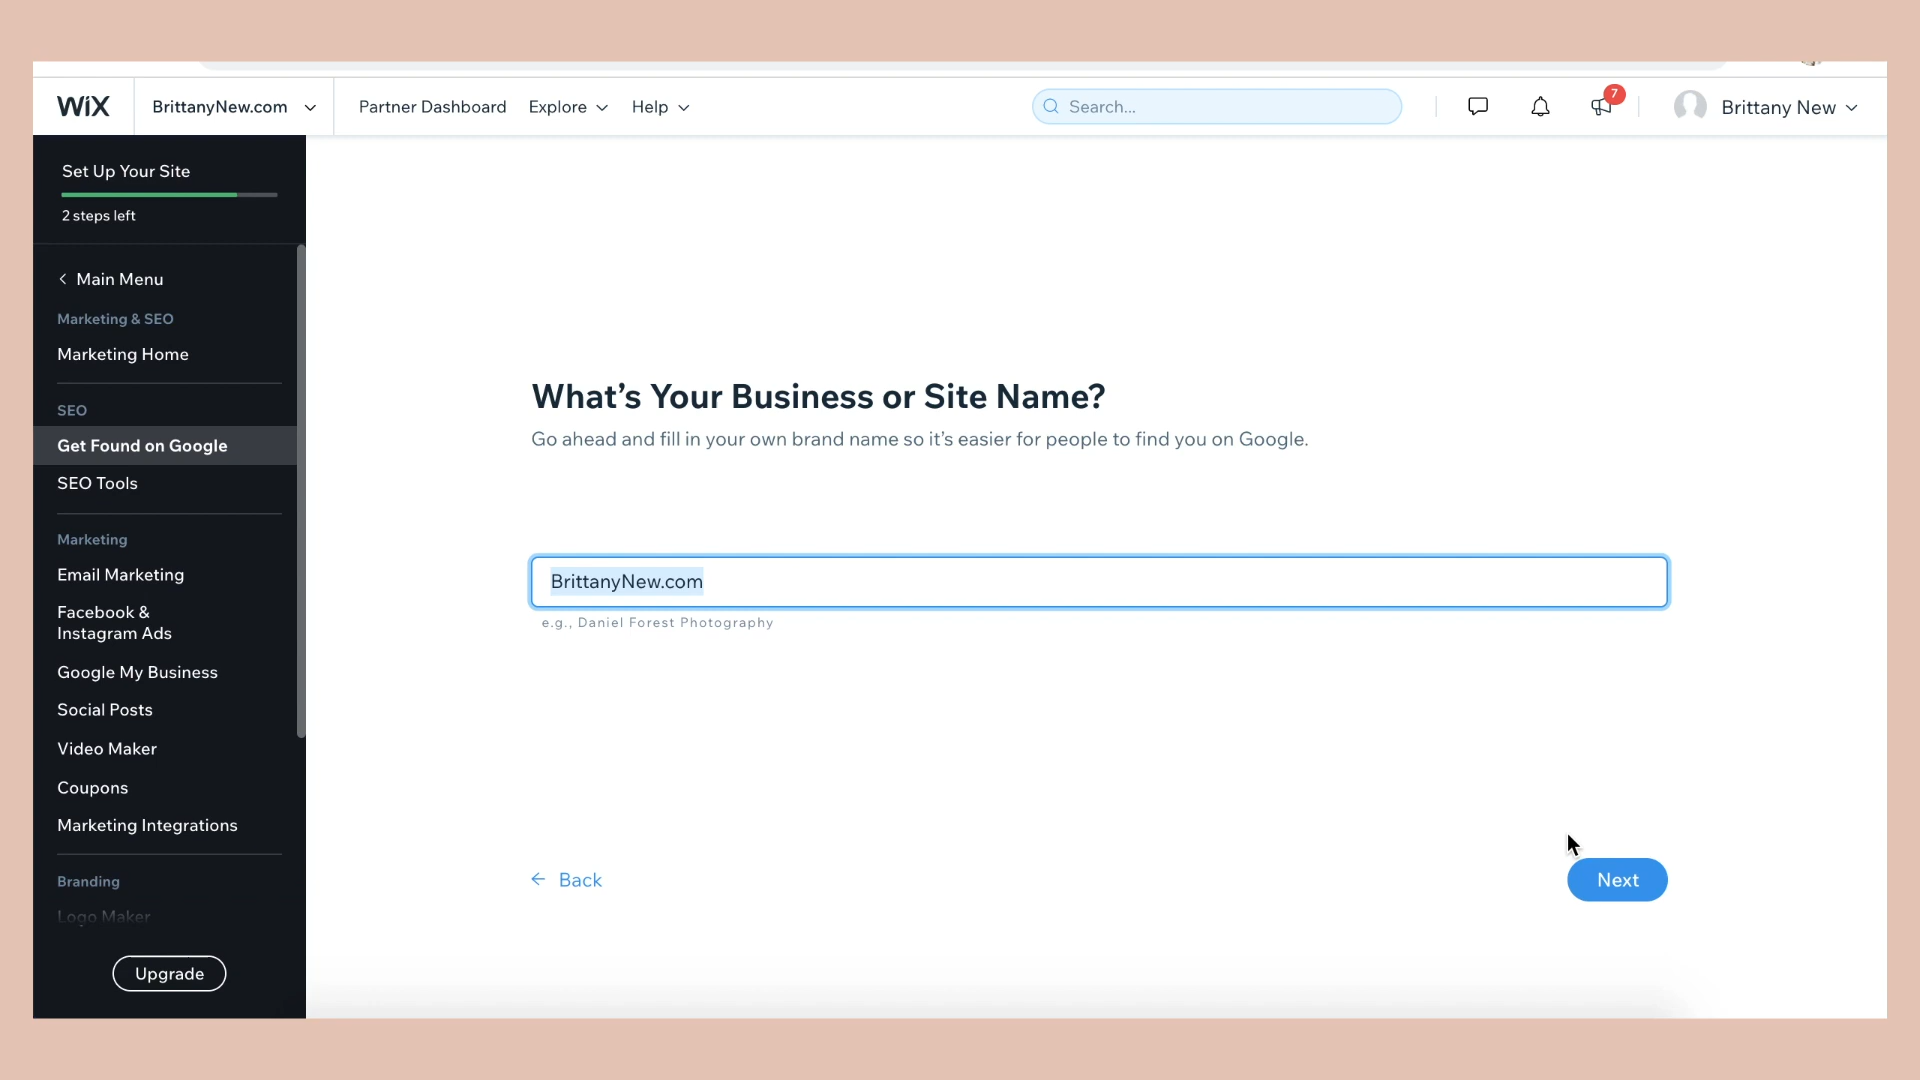 WiX
BrittanyNew.com
Partner Dashboard
Explore
Help
Search...
7
Brittany New
Set Up Your Site
2 steps left
Main Menu
Marketing & SEO
Marketing Home
SEO
Get Found on Google
SEO Tools
Marketing
Email Marketing
Facebook &
Instagram Ads
Google My Business
Social Posts
Video Maker
Coupons
Marketing Integrations
Branding
Logo Maker
Upgrade
What’s Your Business or Site Name?
Go ahead and fill in your own brand name so it’s easier for people to find you on Google.
BrittanyNew.com
e.g., Daniel Forest Photography
Back
Next